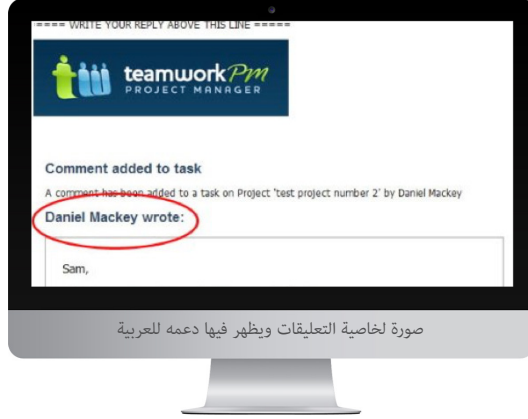 ==== WRITE YOUR REPLY ABOVE THIS LINE =====
teamworkPm
PROJECT MANAGER
Comment added to task
A comment has been added to a task on Project 'test project number 2' by Daniel Mackey
Daniel Mackey wrote:
Sam,
صورة لخاصية التعليقات ويظهر فيها دعمه للعربية